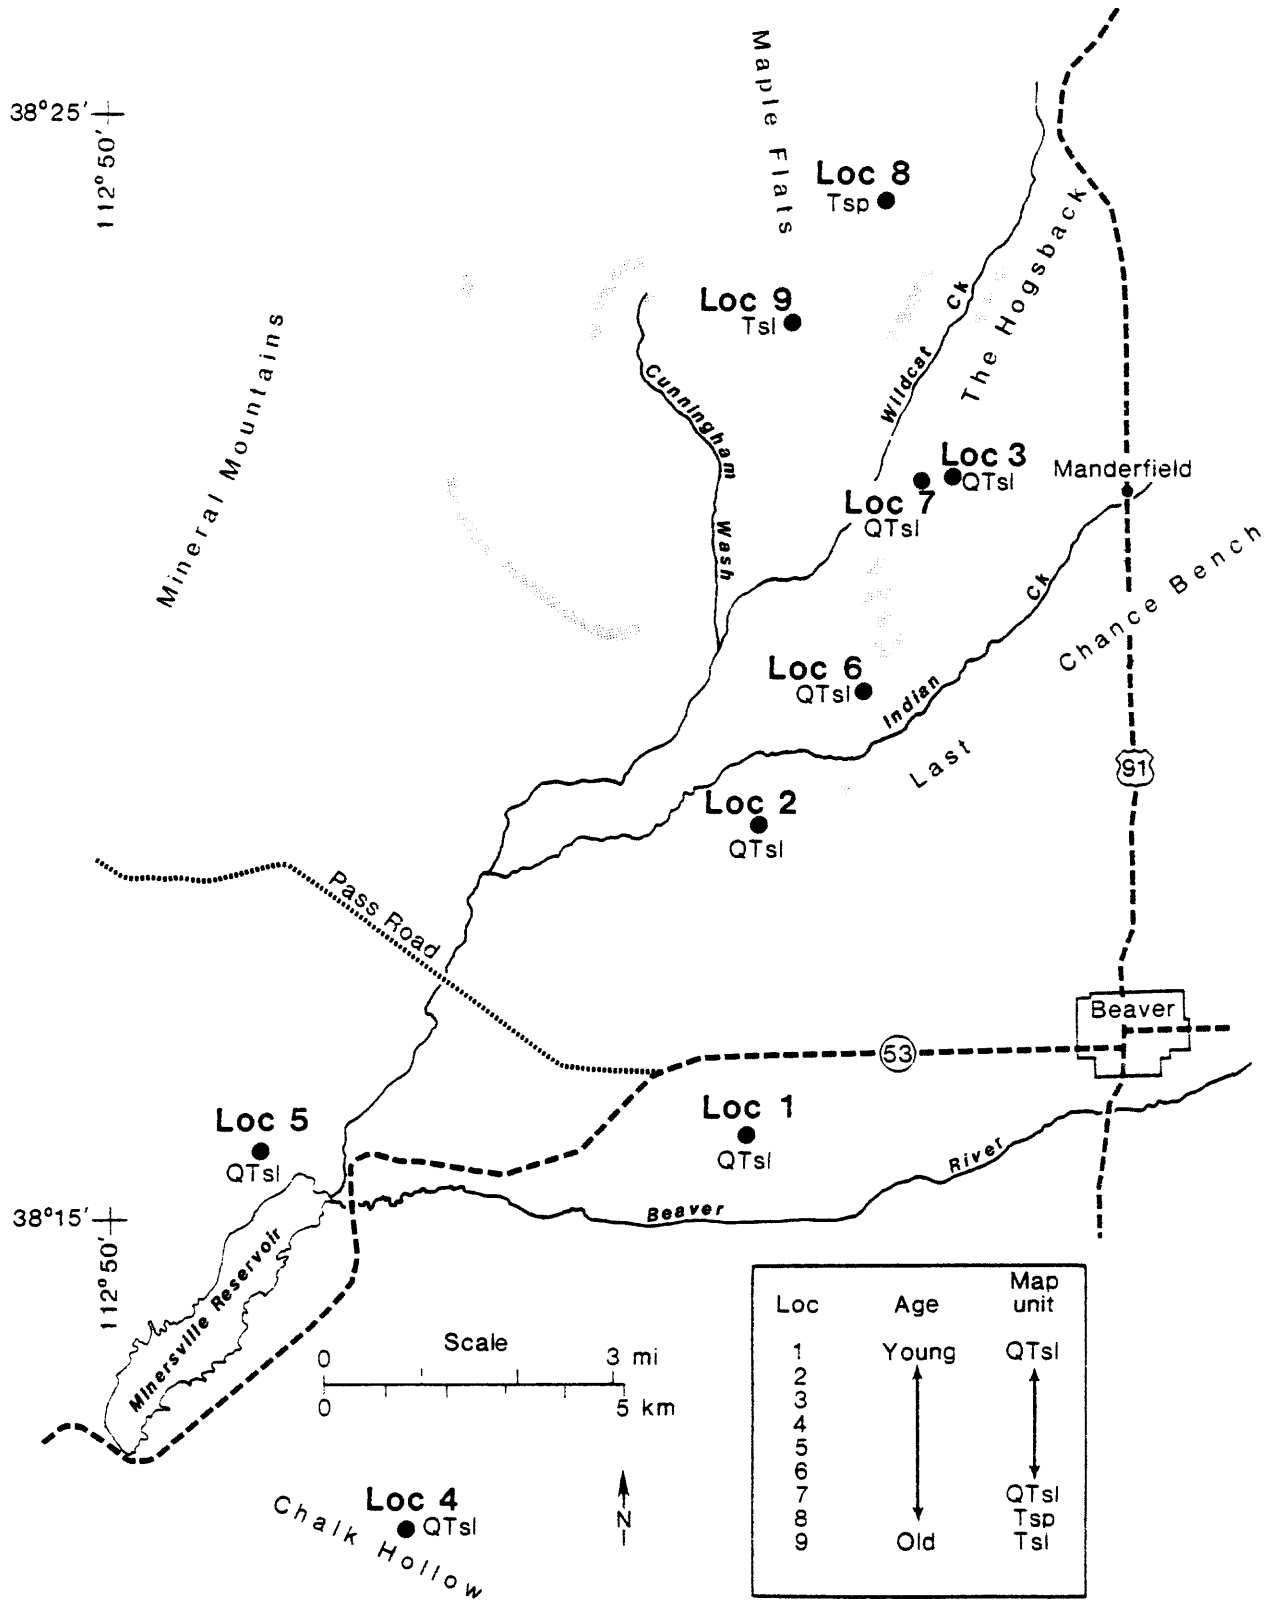 Maple Flats
38°25'
112°50'
Loc 8
Tsp
Loc 9
Tsl
Wildcat Ck
The Hogsback
Mineral Mountains
Cunningham Wash
Loc 3
QTsl
Manderfield
Loc 7
QTsl
Indian Ck
Last Chance Bench
Loc 6
QTsl
91
Loc 2
QTsl
Pass Road
Beaver
53
Loc 1
QTsl
Loc 5
QTsl
Beaver River
38°15'
112°50'
Minersville Reservoir
Scale
0 3 mi
0 5 km
Loc 4
QTsl
Chalk Hollow
N
Loc Age Map unit
1 Young QTsl
2
3
4
5
6
7 QTsl
8 Tsp
9 Old Tsl